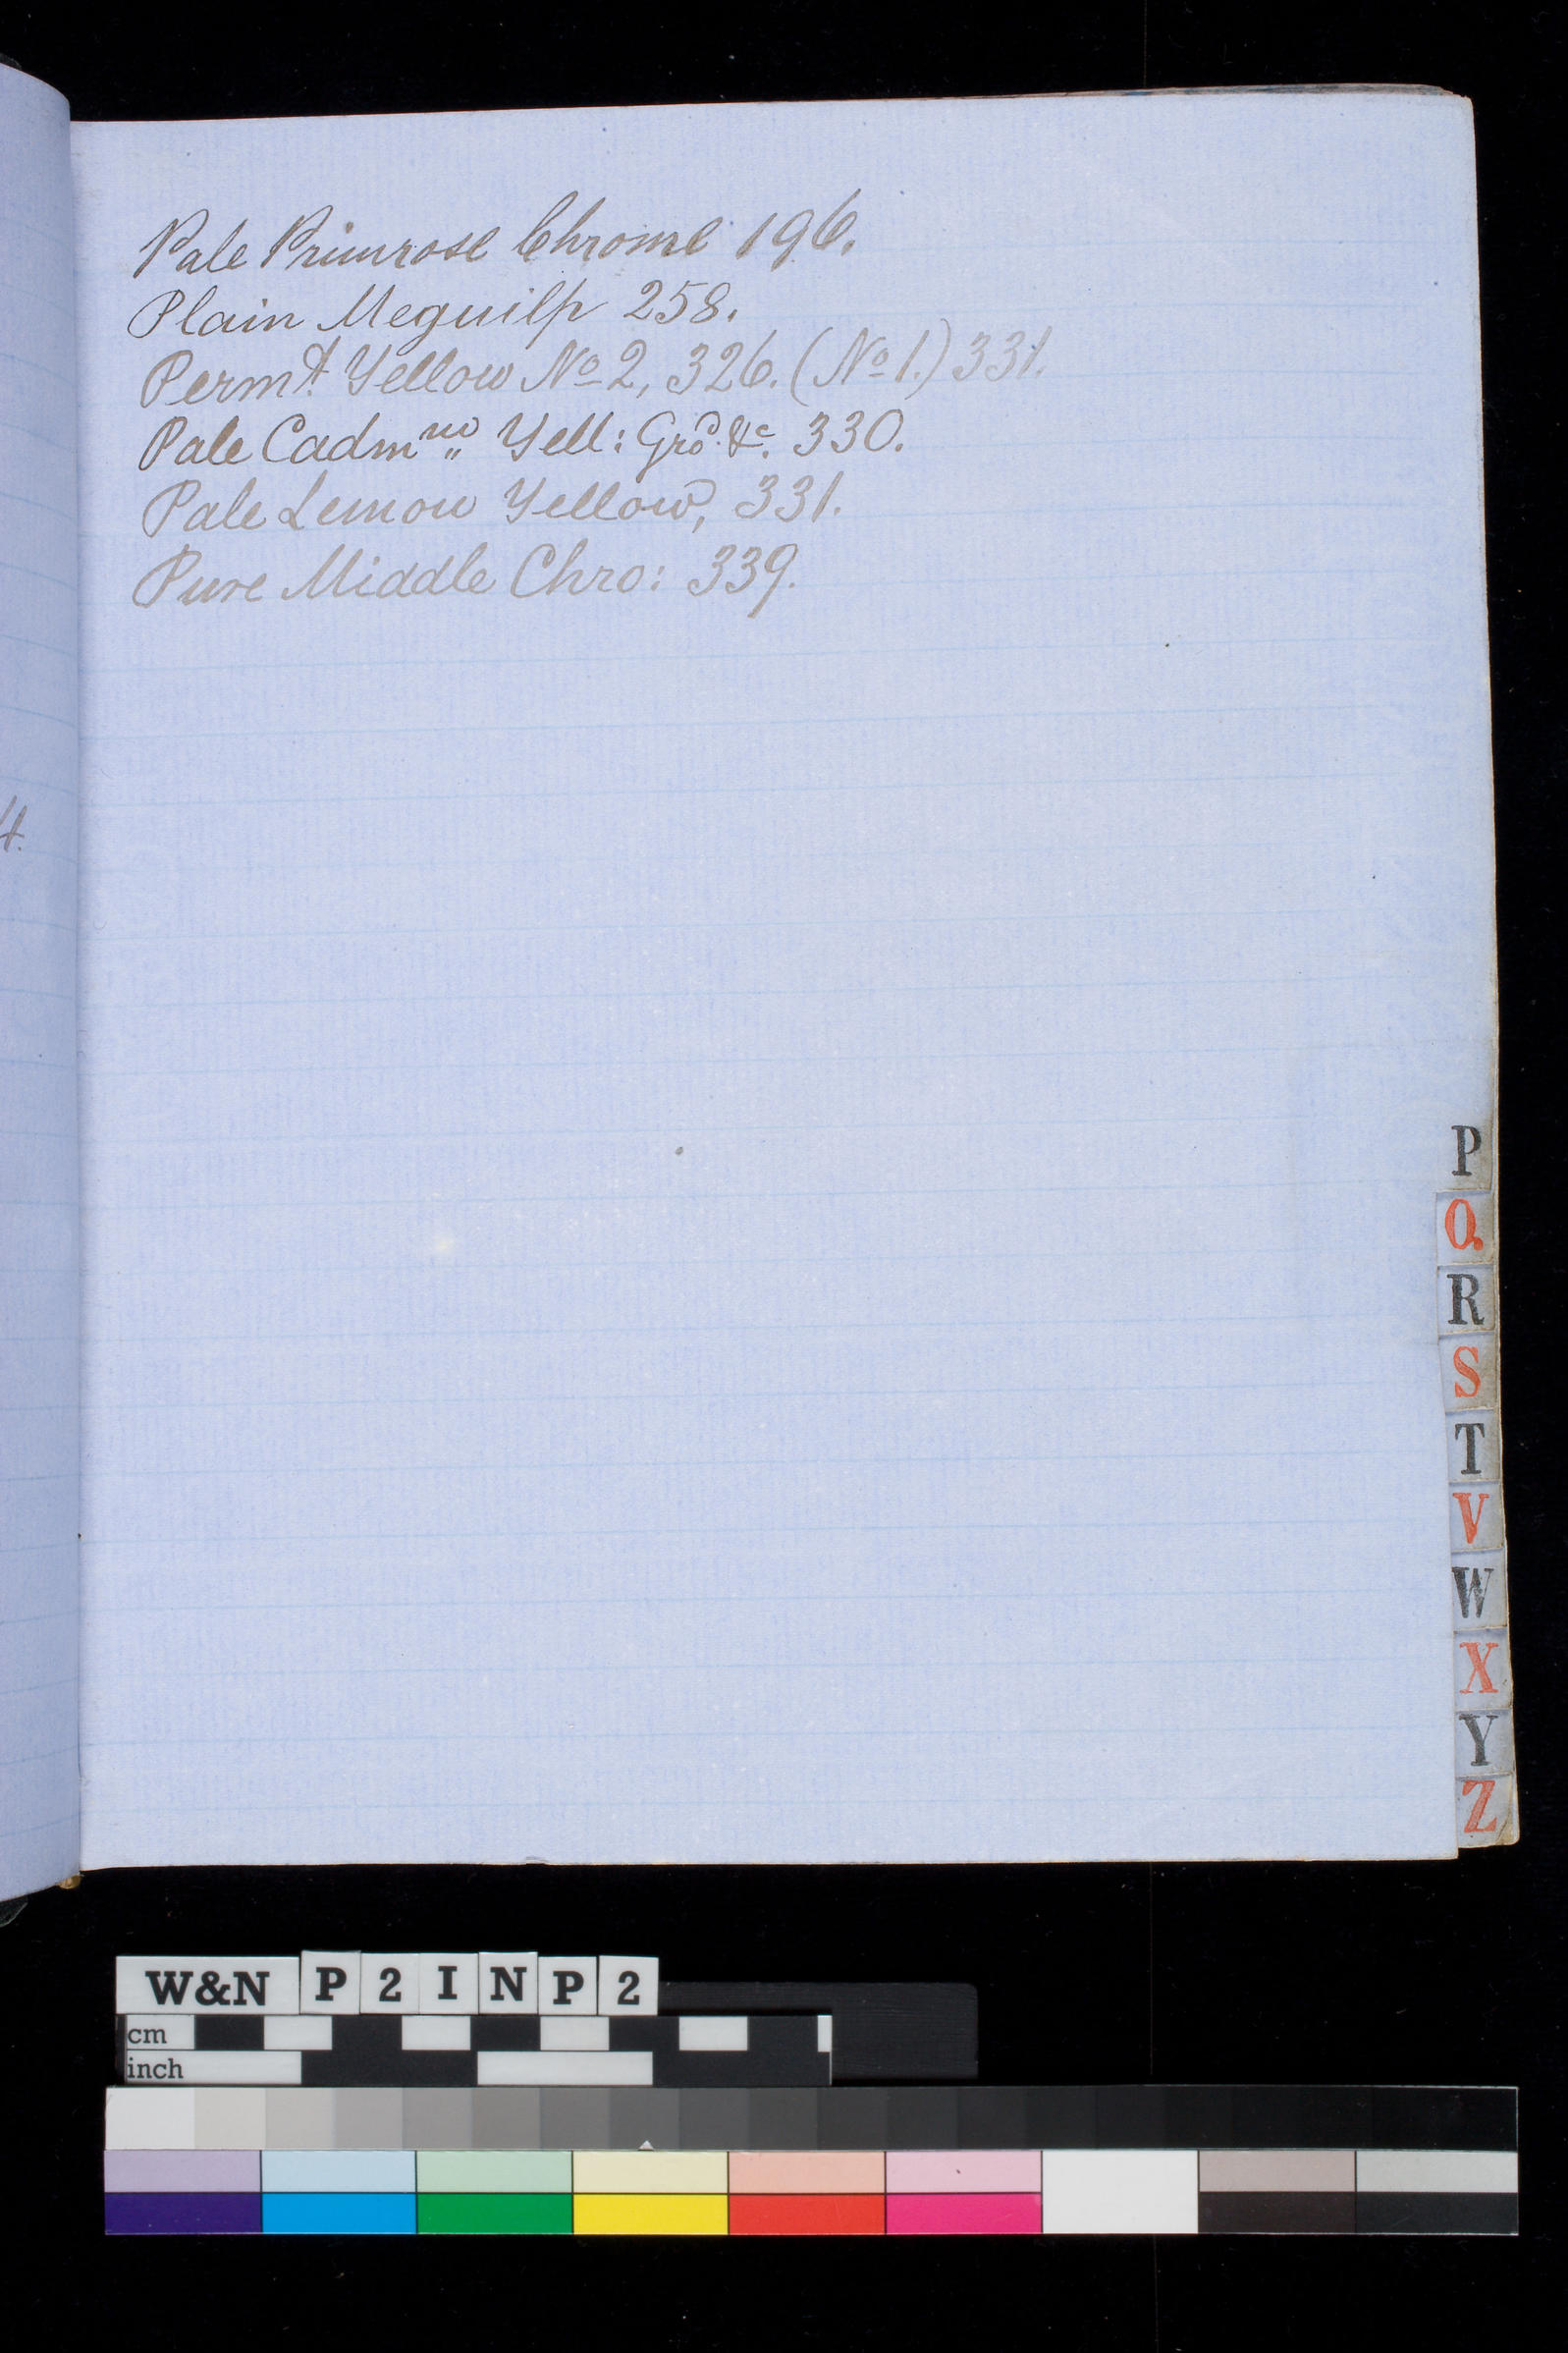 Pale Primrose Chrome 196.
Plain Meguilp 258.
Permt. Yellow No 2, 326. (No 1.) 331.
Pale Cadmm„ Yell: Grd. &c. 330.
Pale Lemon Yellow, 331.
Pure Middle Chro: 339.
4.
P
Q
R
S
T
V
W
X
Y
Z
W&N P 2 I N P 2
cm
inch